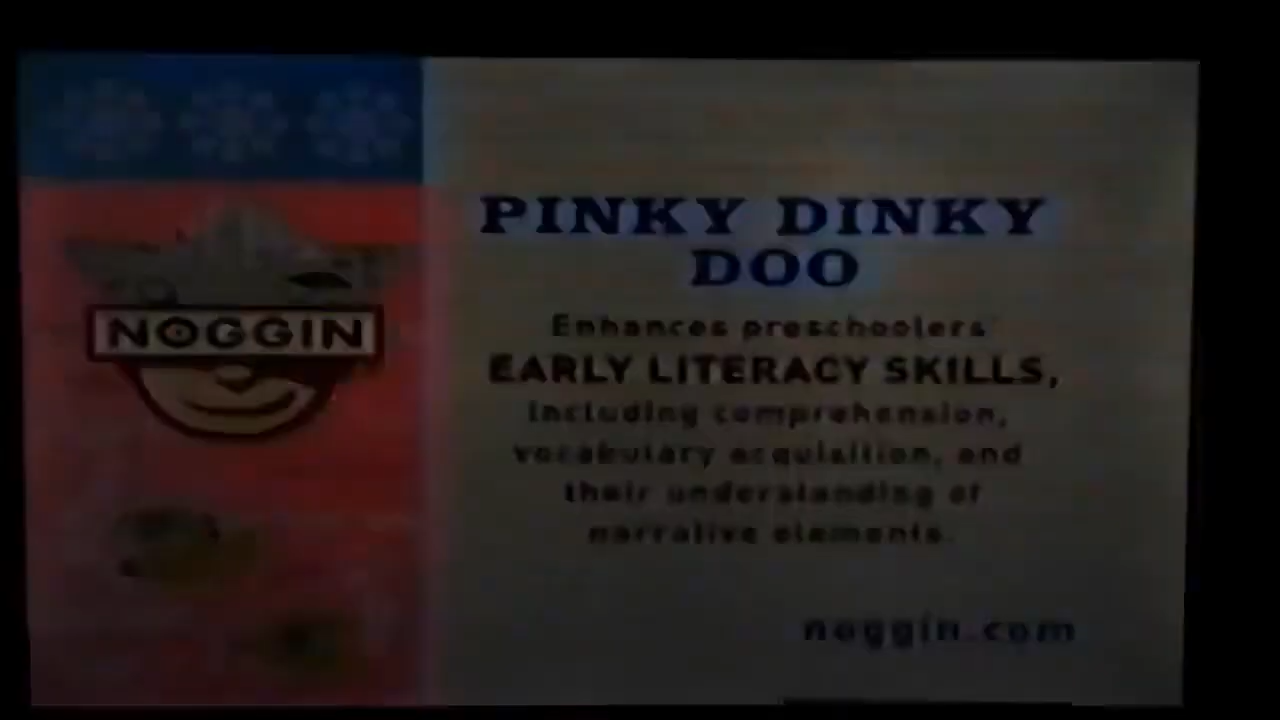 NOGGIN
PINKY DINKY
DOO
Enhances preschoolers'
EARLY LITERACY SKILLS,
including comprehension,
vocabulary acquisition, and
their understanding of
narrative elements.
noggin.com